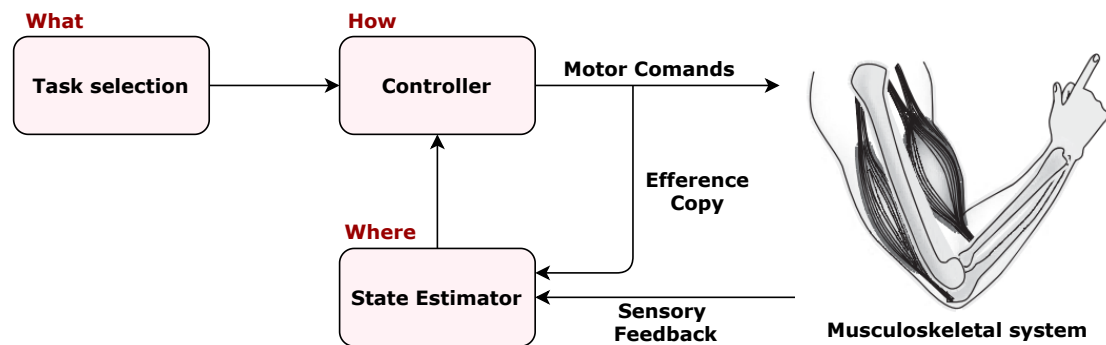 What
Task selection
How
Controller
Motor Comands
Efference
Copy
Where
State Estimator
Sensory
Feedback
Musculoskeletal system